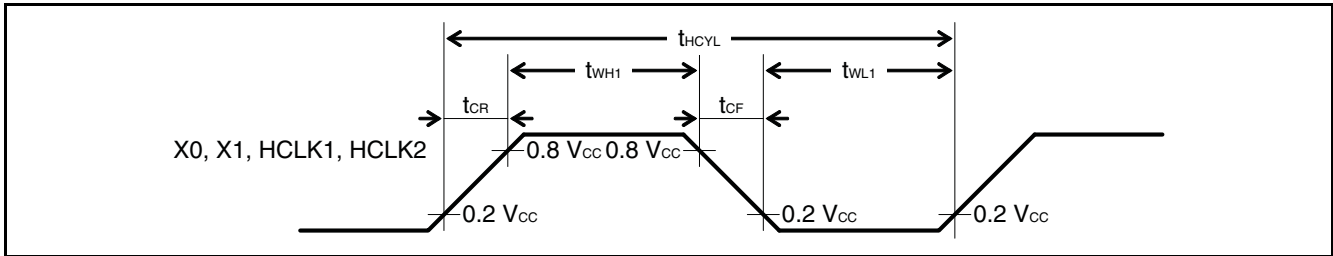 tHCYL
tWH1 tWL1
tCR tCF
X0, X1, HCLK1, HCLK2 0.8 VCC 0.8 VCC
0.2 VCC 0.2 VCC 0.2 VCC